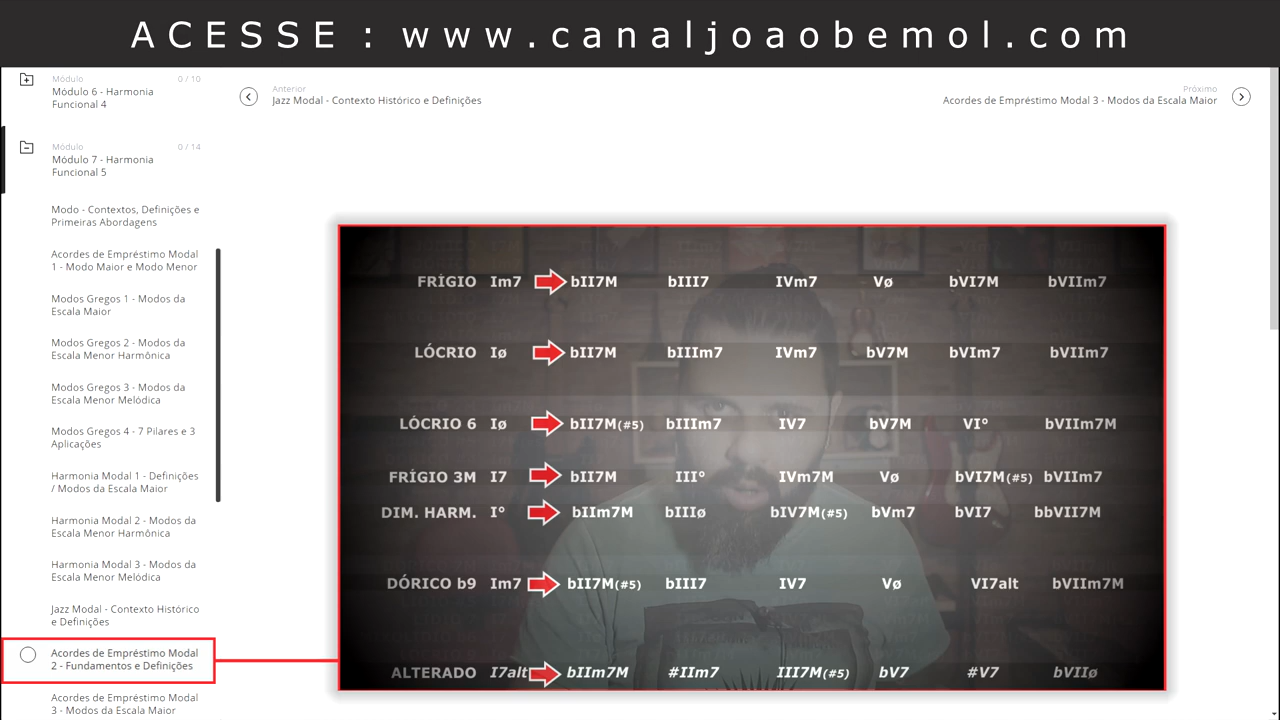 ACESSE : www.canaljoaobemol.com
Módulo 0 / 10
Módulo 6 - Harmonia
Funcional 4
Módulo 0 / 14
Módulo 7 - Harmonia
Funcional 5
Modo - Contextos, Definições e
Primeiras Abordagens
Acordes de Empréstimo Modal
1 - Modo Maior e Modo Menor
Modos Gregos 1 - Modos da
Escala Maior
Modos Gregos 2 - Modos da
Escala Menor Harmônica
Modos Gregos 3 - Modos da
Escala Menor Melódica
Modos Gregos 4 - 7 Pilares e 3
Aplicações
Harmonia Modal 1 - Definições
/ Modos da Escala Maior
Harmonia Modal 2 - Modos da
Escala Menor Harmônica
Harmonia Modal 3 - Modos da
Escala Menor Melódica
Jazz Modal - Contexto Histórico
e Definições
Acordes de Empréstimo Modal
2 - Fundamentos e Definições
Acordes de Empréstimo Modal
3 - Modos da Escala Maior
Anterior
Jazz Modal - Contexto Histórico e Definições
Próximo
Acordes de Empréstimo Modal 3 - Modos da Escala Maior
FRÍGIO Im7 bII7M bIII7 IVm7 Vø bVI7M bVIIm7
LÓCRIO Iø bII7M bIIIm7 IVm7 bV7M bVIm7 bVIIm7
LÓCRIO 6 Iø bII7M(#5) bIIIm7 IV7 bV7M VI° bVIIm7M
FRÍGIO 3M I7 bII7M III° IVm7M Vø bVI7M(#5) bVIIm7
DIM. HARM. I° bIIm7M bIIIø bIV7M(#5) bVm7 bVI7 bbVII7M
DÓRICO b9 Im7 bII7M(#5) bIII7 IV7 Vø VI7alt bVIIm7M
ALTERADO I7alt bIIm7M #IIm7 III7M(#5) bV7 #V7 bVIIø